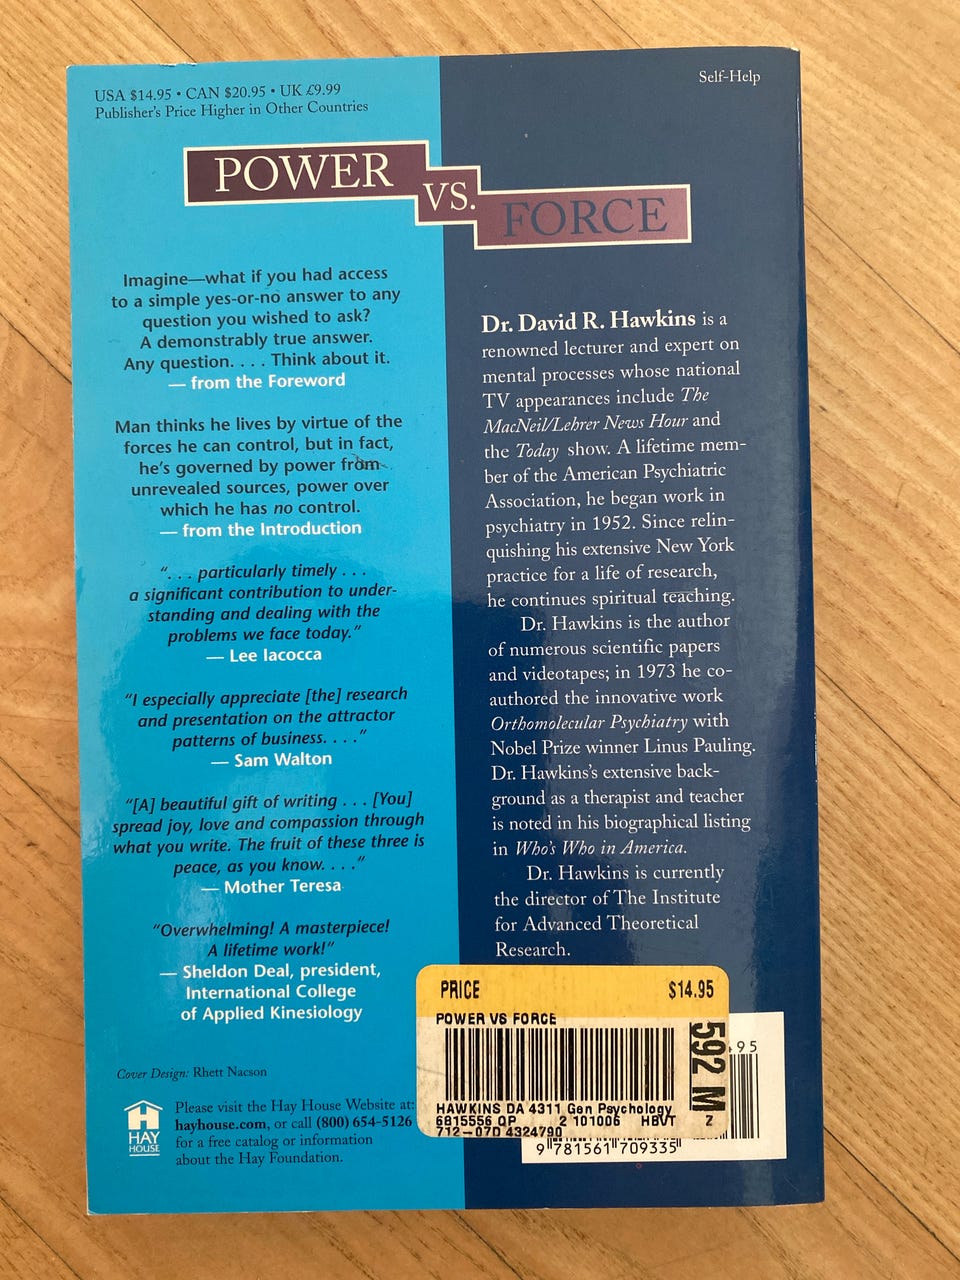 USA $14.95 • CAN $20.95 • UK £9.99
Publisher's Price Higher in Other Countries
Self-Help
POWER
VS.
FORCE
Imagine—what if you had access
to a simple yes-or-no answer to any
question you wished to ask?
A demonstrably true answer.
Any question. . . . Think about it.
— from the Foreword
Man thinks he lives by virtue of the
forces he can control, but in fact,
he's governed by power from
unrevealed sources, power over
which he has no control.
— from the Introduction
“. . . particularly timely . . .
a significant contribution to under-
standing and dealing with the
problems we face today.”
— Lee Iacocca
“I especially appreciate [the] research
and presentation on the attractor
patterns of business. . . .”
— Sam Walton
“[A] beautiful gift of writing . . . [You]
spread joy, love and compassion through
what you write. The fruit of these three is
peace, as you know. . . .”
— Mother Teresa
“Overwhelming! A masterpiece!
A lifetime work!”
— Sheldon Deal, president,
International College
of Applied Kinesiology
Cover Design: Rhett Nacson
HAY
HOUSE
Please visit the Hay House Website at:
hayhouse.com, or call (800) 654-5126
for a free catalog or information
about the Hay Foundation.
Dr. David R. Hawkins is a
renowned lecturer and expert on
mental processes whose national
TV appearances include The
MacNeil/Lehrer News Hour and
the Today show. A lifetime mem-
ber of the American Psychiatric
Association, he began work in
psychiatry in 1952. Since relin-
quishing his extensive New York
practice for a life of research,
he continues spiritual teaching.
Dr. Hawkins is the author
of numerous scientific papers
and videotapes; in 1973 he co-
authored the innovative work
Orthomolecular Psychiatry with
Nobel Prize winner Linus Pauling.
Dr. Hawkins's extensive back-
ground as a therapist and teacher
is noted in his biographical listing
in Who's Who in America.
Dr. Hawkins is currently
the director of The Institute
for Advanced Theoretical
Research.
PRICE $14.95
POWER VS FORCE
592 M
HAWKINS DA 4311 Gen Psychology
6815556 QP 2 101006 HBVT Z
712-07D 4324790
495
9 781561 709335